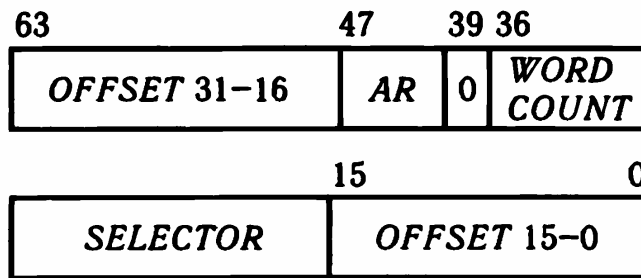 63 47 39 36
OFFSET 31-16 AR 0 WORD COUNT
15 0
SELECTOR OFFSET 15-0